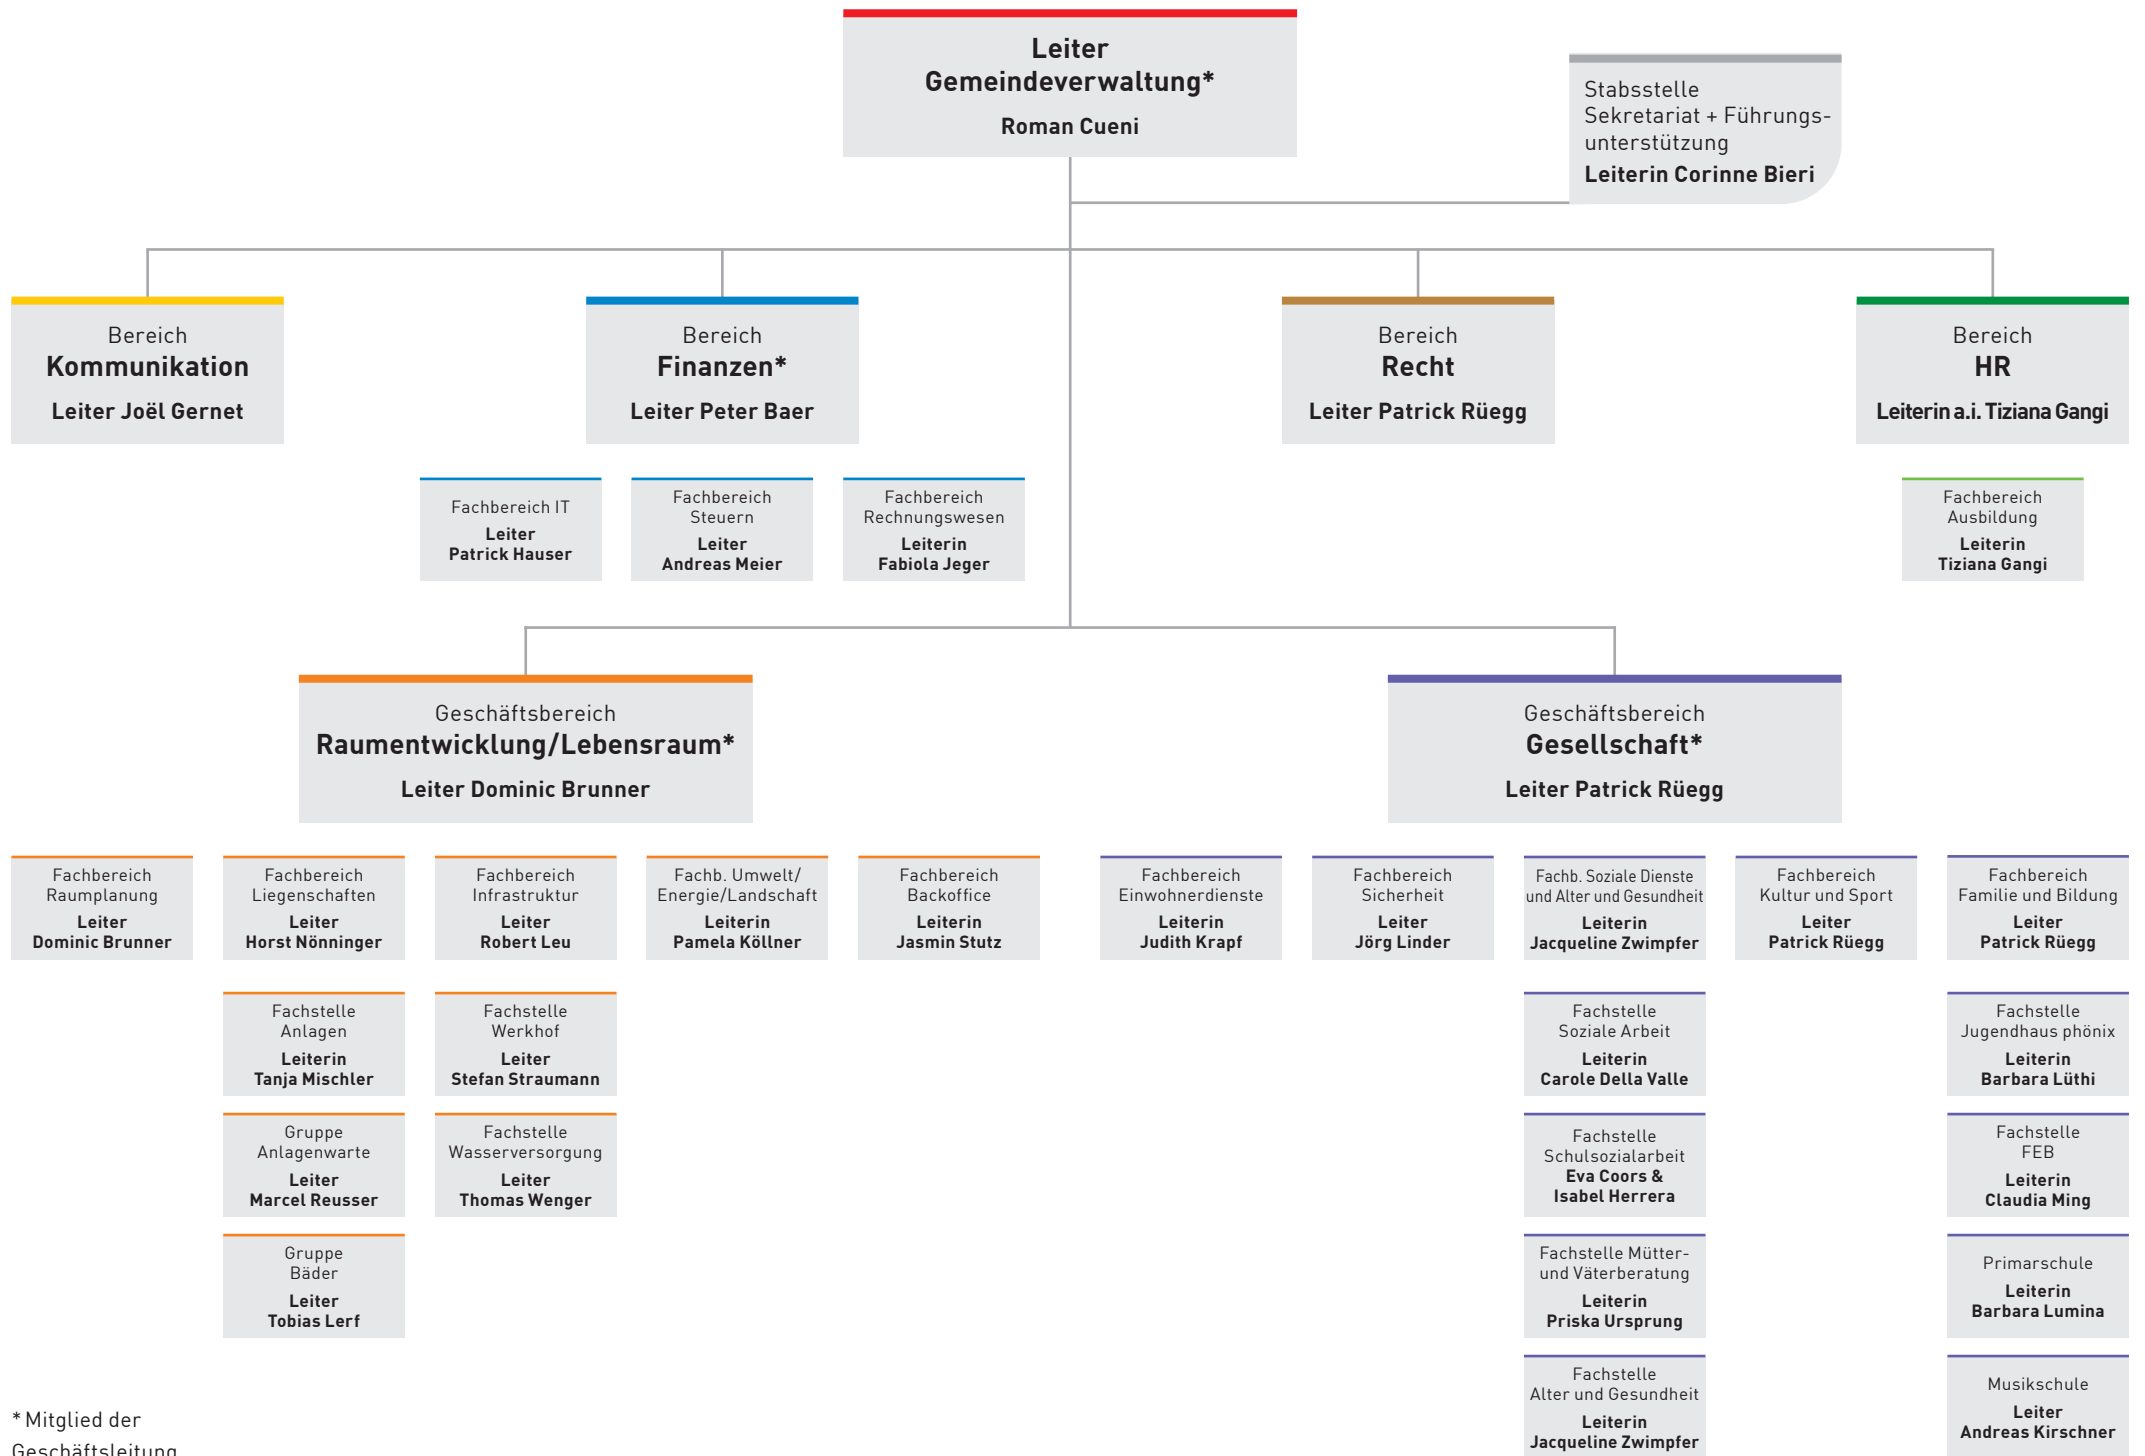 Leiter
Gemeindeverwaltung*
Roman Cueni
Stabsstelle
Sekretariat + Führungs-
unterstützung
Leiterin Corinne Bieri
Bereich
Kommunikation
Leiter Joël Gernet
Bereich
Finanzen*
Leiter Peter Baer
Bereich
Recht
Leiter Patrick Rüegg
Bereich
HR
Leiterin a.i. Tiziana Gangi
Fachbereich IT
Leiter
Patrick Hauser
Fachbereich
Steuern
Leiter
Andreas Meier
Fachbereich
Rechnungswesen
Leiterin
Fabiola Jeger
Fachbereich
Ausbildung
Leiterin
Tiziana Gangi
Geschäftsbereich
Raumentwicklung/Lebensraum*
Leiter Dominic Brunner
Geschäftsbereich
Gesellschaft*
Leiter Patrick Rüegg
Fachbereich
Raumplanung
Leiter
Dominic Brunner
Fachbereich
Liegenschaften
Leiter
Horst Nönninger
Fachbereich
Infrastruktur
Leiter
Robert Leu
Fachb. Umwelt/
Energie/Landschaft
Leiterin
Pamela Köllner
Fachbereich
Backoffice
Leiterin
Jasmin Stutz
Fachbereich
Einwohnerdienste
Leiterin
Judith Krapf
Fachbereich
Sicherheit
Leiter
Jörg Linder
Fachb. Soziale Dienste
und Alter und Gesundheit
Leiterin
Jacqueline Zwimpfer
Fachbereich
Kultur und Sport
Leiter
Patrick Rüegg
Fachbereich
Familie und Bildung
Leiter
Patrick Rüegg
Fachstelle
Anlagen
Leiterin
Tanja Mischler
Fachstelle
Werkhof
Leiter
Stefan Straumann
Fachstelle
Soziale Arbeit
Leiterin
Carole Della Valle
Fachstelle
Jugendhaus phönix
Leiterin
Barbara Lüthi
Gruppe
Anlagenwarte
Leiter
Marcel Reusser
Fachstelle
Wasserversorgung
Leiter
Thomas Wenger
Fachstelle
Schulsozialarbeit
Eva Coors &
Isabel Herrera
Fachstelle
FEB
Leiterin
Claudia Ming
Gruppe
Bäder
Leiter
Tobias Lerf
Fachstelle Mütter-
und Väterberatung
Leiterin
Priska Ursprung
Primarschule
Leiterin
Barbara Lumina
Fachstelle
Alter und Gesundheit
Leiterin
Jacqueline Zwimpfer
Musikschule
Leiter
Andreas Kirschner
* Mitglied der
Geschäftsleitung